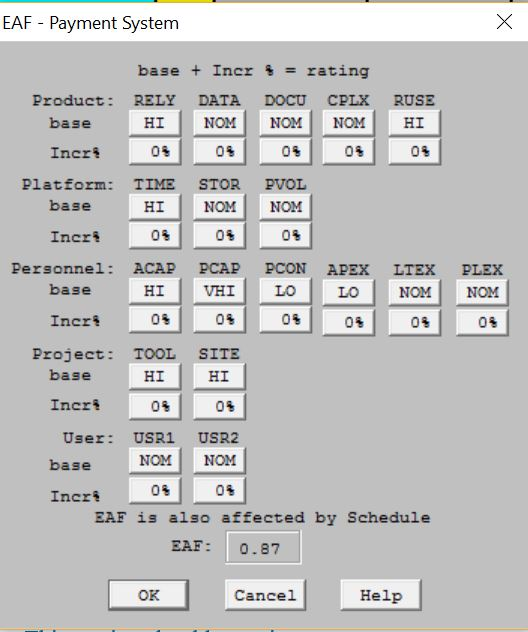 EAF - Payment System
base + Incr % = rating
Product: RELY DATA DOCU CPLX RUSE
base HI NOM NOM NOM HI
Incr% 0% 0% 0% 0% 0%
Platform: TIME STOR PVOL
base HI NOM NOM
Incr% 0% 0% 0%
Personnel: ACAP PCAP PCON APEX LTEX PLEX
base HI VHI LO LO NOM NOM
Incr% 0% 0% 0% 0% 0% 0%
Project: TOOL SITE
base HI HI
Incr% 0% 0%
User: USR1 USR2
base NOM NOM
Incr% 0% 0%
EAF is also affected by Schedule
EAF: 0.87
OK Cancel Help